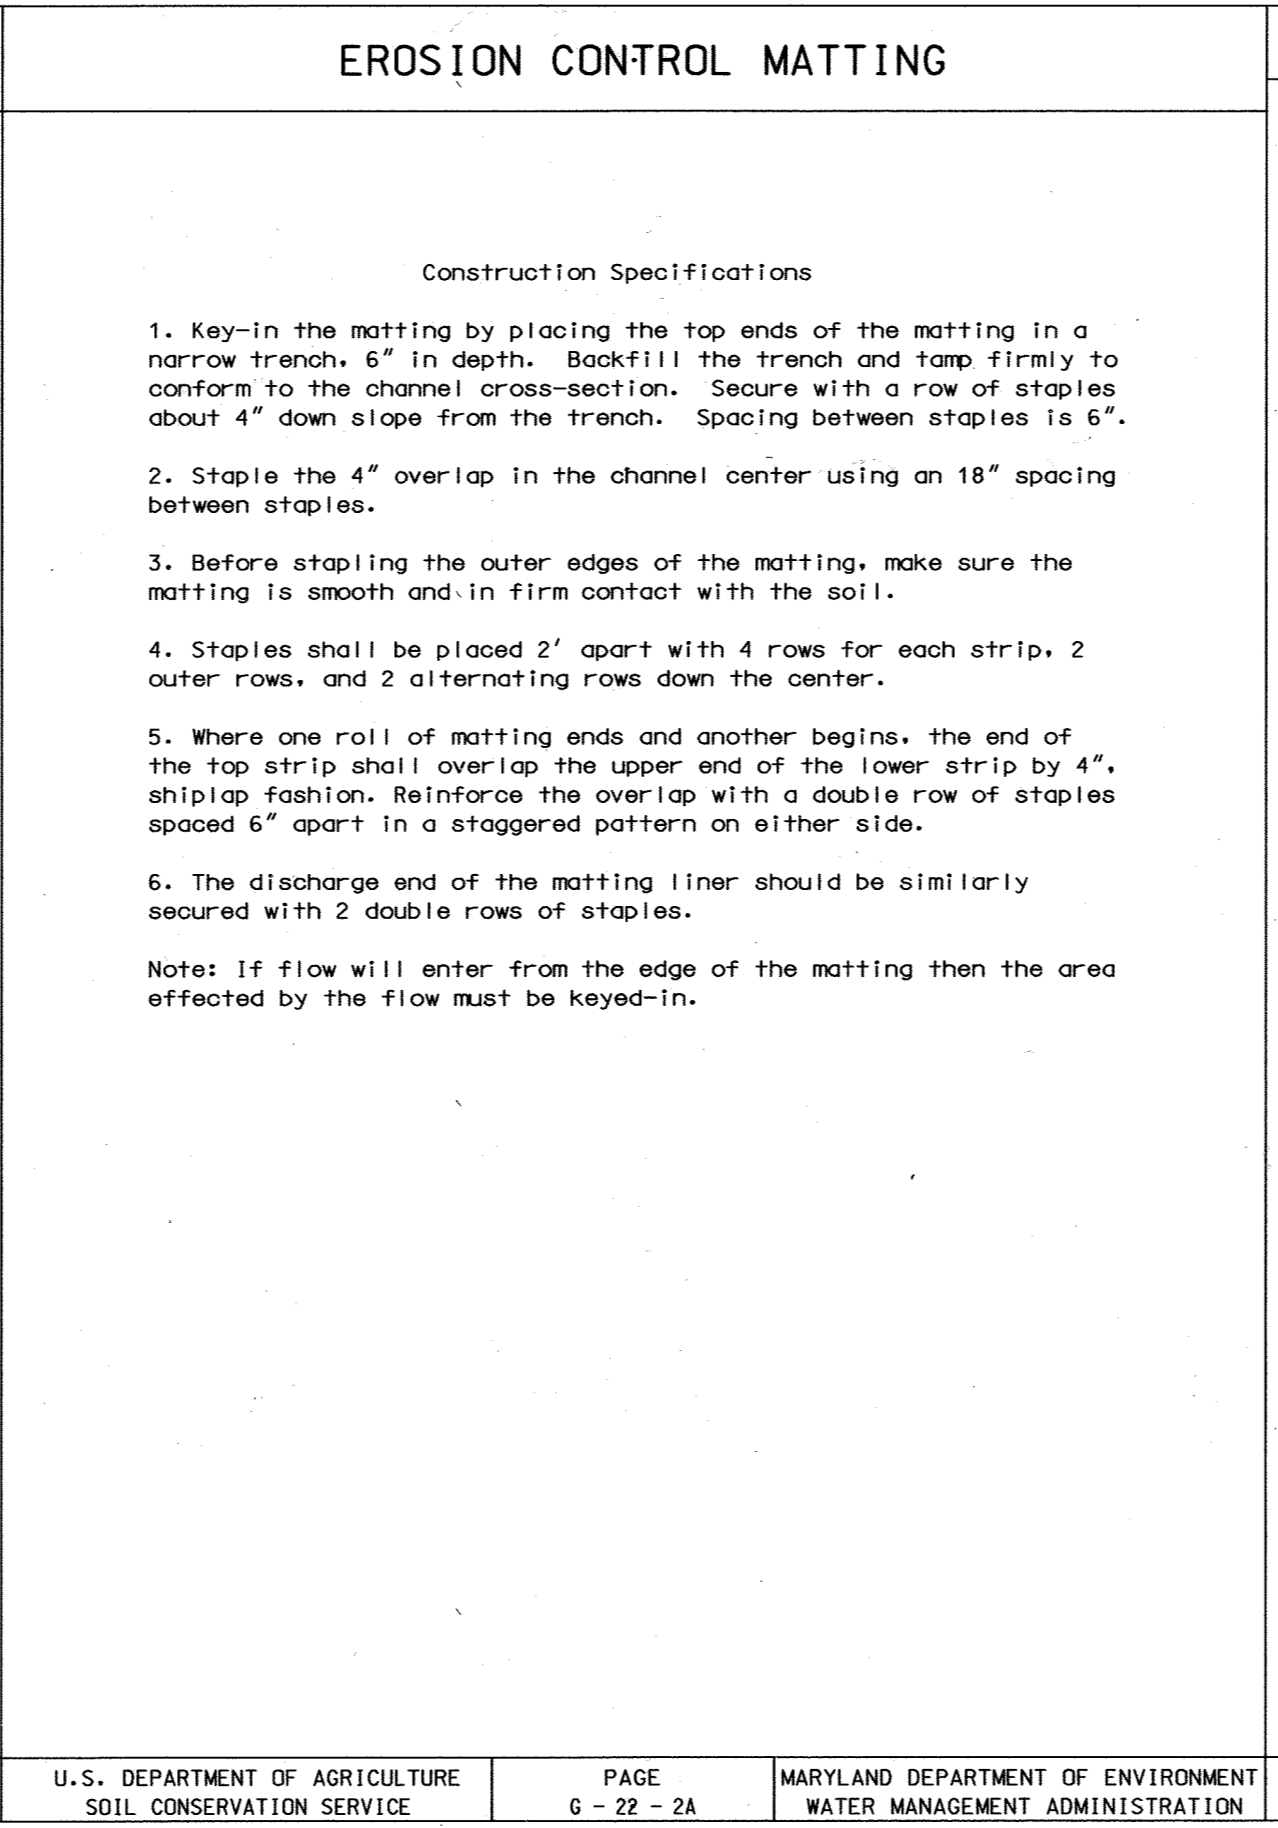 EROSION CONTROL MATTING
Construction Specifications
1. Key-in the matting by placing the top ends of the matting in a
narrow trench, 6" in depth. Backfill the trench and tamp firmly to
conform to the channel cross-section. Secure with a row of staples
about 4" down slope from the trench. Spacing between staples is 6".
2. Staple the 4" overlap in the channel center using an 18" spacing
between staples.
3. Before stapling the outer edges of the matting, make sure the
matting is smooth and in firm contact with the soil.
4. Staples shall be placed 2' apart with 4 rows for each strip, 2
outer rows, and 2 alternating rows down the center.
5. Where one roll of matting ends and another begins, the end of
the top strip shall overlap the upper end of the lower strip by 4",
shiplap fashion. Reinforce the overlap with a double row of staples
spaced 6" apart in a staggered pattern on either side.
6. The discharge end of the matting liner should be similarly
secured with 2 double rows of staples.
Note: If flow will enter from the edge of the matting then the area
effected by the flow must be keyed-in.
U.S. DEPARTMENT OF AGRICULTURE
SOIL CONSERVATION SERVICE
PAGE
G - 22 - 2A
MARYLAND DEPARTMENT OF ENVIRONMENT
WATER MANAGEMENT ADMINISTRATION